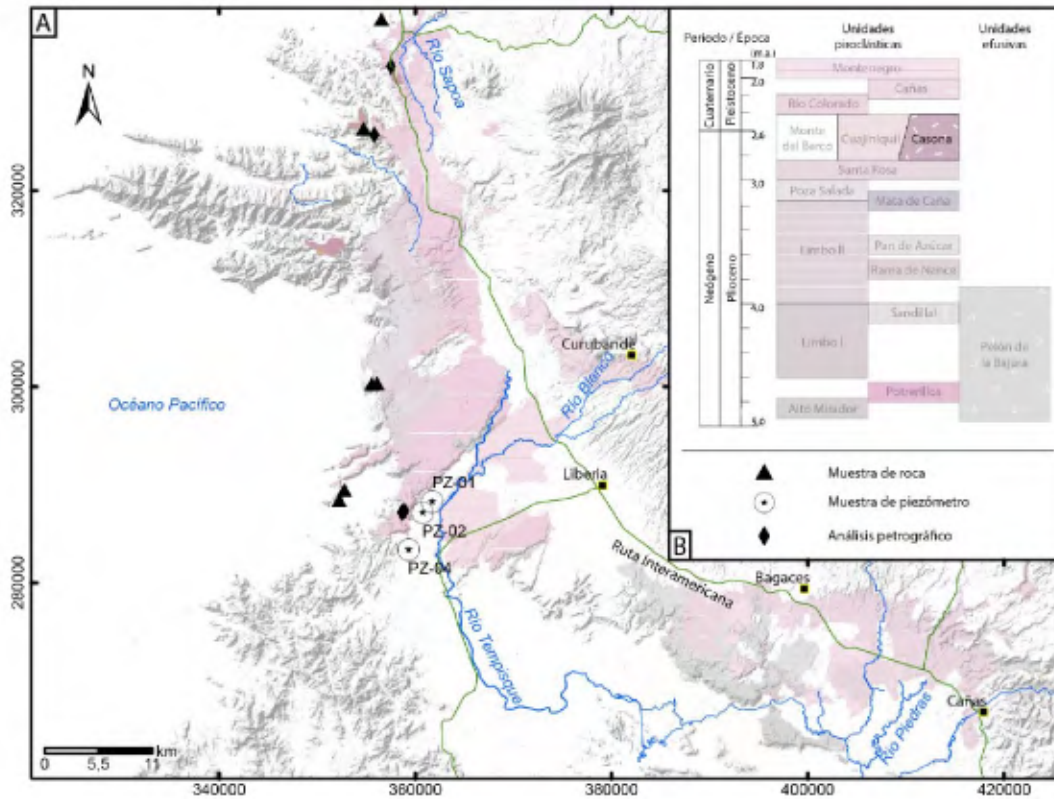 A
N
Río Sapoa
320000
300000
280000
Océano Pacífico
Curubandé
Río Blanco
Liberia
PZ-01
PZ-02
PZ-04
Ruta Interamericana
Bagaces
Río Tempisque
Cañas
Río Piedras
0 5,5 11 km
340000 360000 380000 400000 420000
Unidades piroclásticas
Unidades efusivas
Periodo / Época
(m.a.)
1,8
2,0
2,6
3,0
4,0
5,0
Cuaternario
Pleistoceno
Neógeno
Plioceno
Montenegro
Cañas
Río Colorado
Monte del Barco
Cuajiniquil
Casona
Santa Rosa
Poza Salada
Mata de Caña
Limbo II
Pan de Azúcar
Rama de Nance
Sandillal
Limbo I
Pelón de la Bajura
Potrerillos
Alto Mirador
Muestra de roca
Muestra de piezómetro
Análisis petrográfico
B